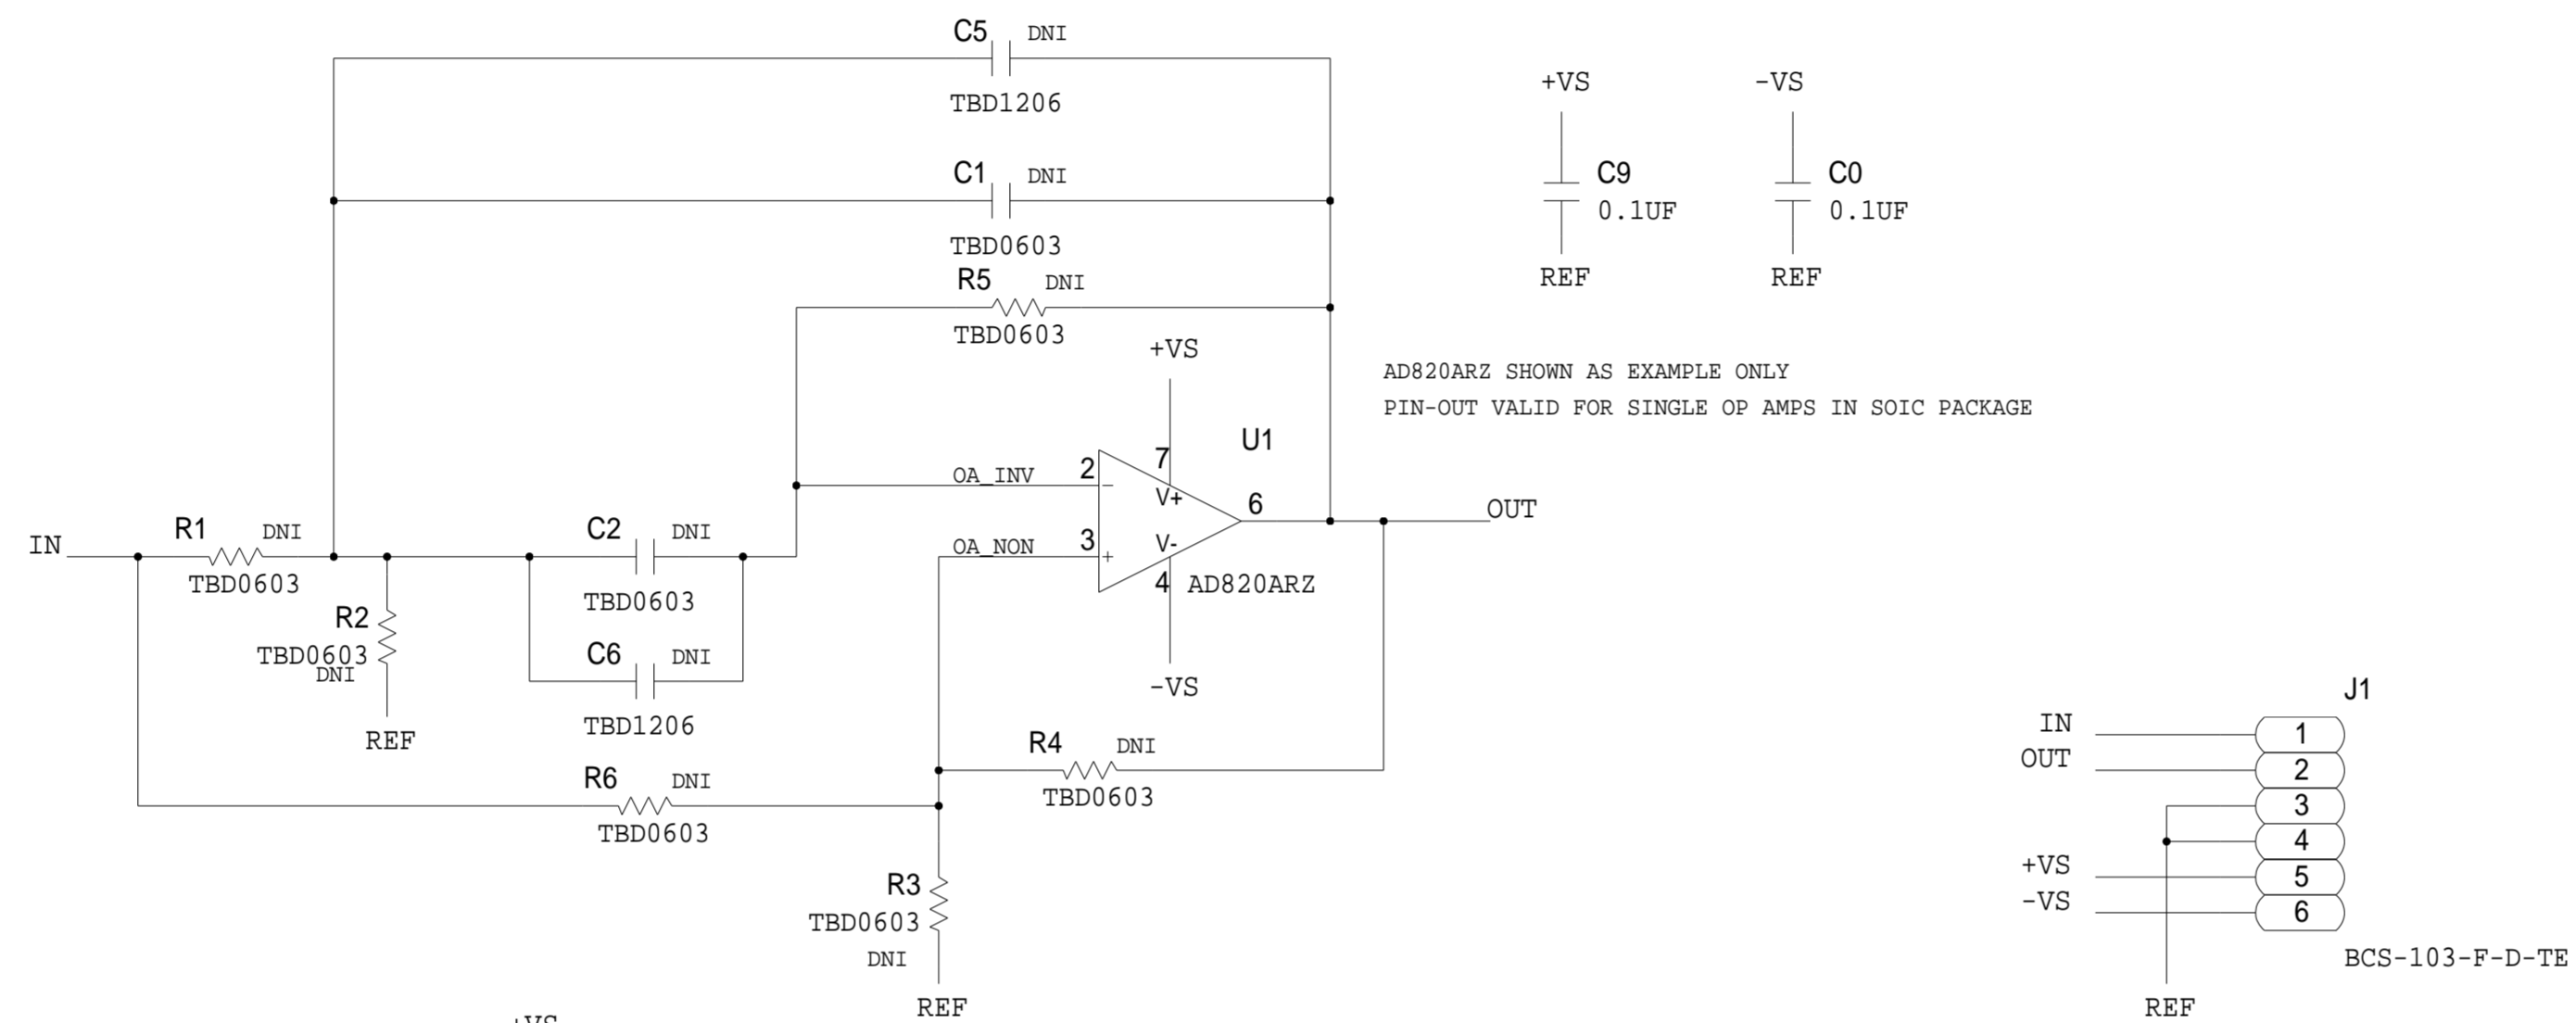 C5 DNI
TBD1206
+VS
-VS
C1 DNI
TBD0603
C9
0.1UF
REF
C0
0.1UF
REF
R5 DNI
TBD0603
+VS
AD820ARZ SHOWN AS EXAMPLE ONLY
PIN-OUT VALID FOR SINGLE OP AMPS IN SOIC PACKAGE
U1
7
V+
OA_INV 2
-
6
OUT
OA_NON 3
+
V-
4
AD820ARZ
-VS
IN
R1 DNI
TBD0603
C2 DNI
TBD0603
R2
TBD0603
DNI
REF
C6 DNI
TBD1206
R4 DNI
TBD0603
R6 DNI
TBD0603
R3
TBD0603
DNI
REF
J1
IN 1
OUT 2
3
4
+VS 5
-VS 6
BCS-103-F-D-TE
REF
+VS